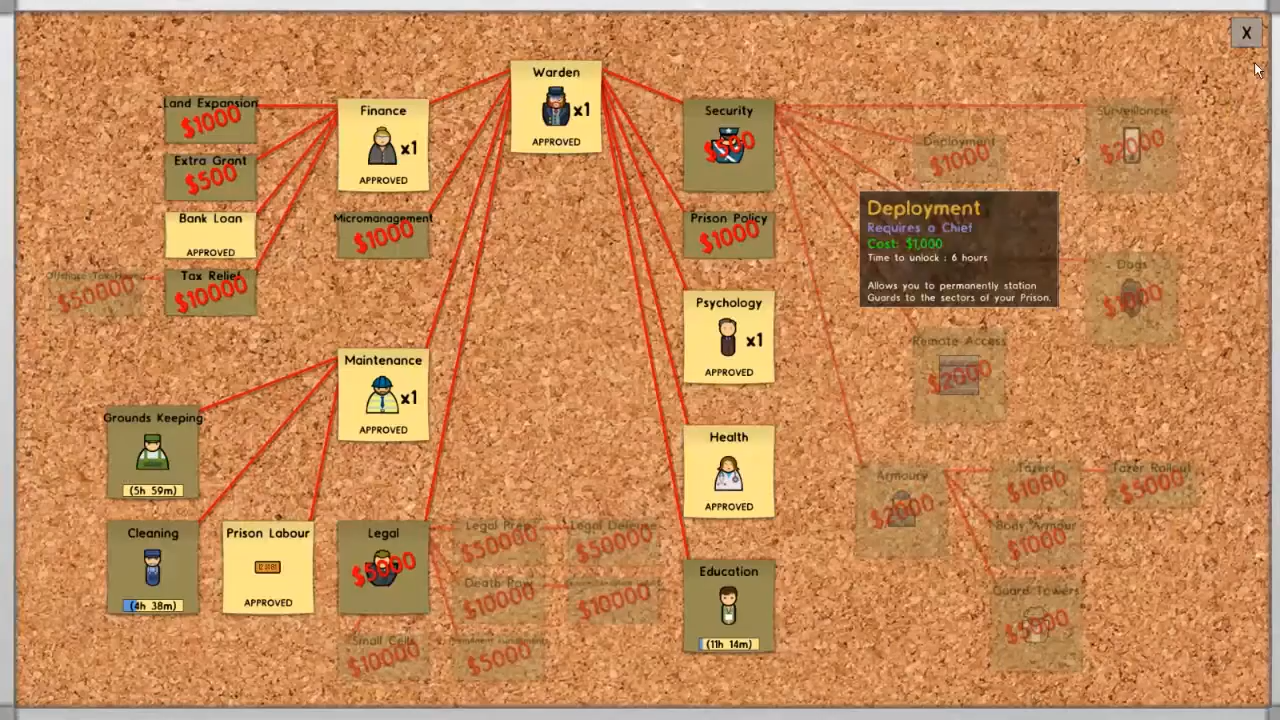 X
Warden
x1
APPROVED
Land Expansion
$1000
Finance
x1
APPROVED
Security
$500
Surveillance
$2000
Deployment
$1000
Extra Grant
$500
Bank Loan
APPROVED
Micromanagement
$1000
Prison Policy
$1000
Deployment
Requires a Chief
Cost: $1,000
Time to unlock : 6 hours
Allows you to permanently station
Guards to the sectors of your Prison.
$50000
Tax Relief
$10000
Dogs
Psychology
x1
APPROVED
Remote Access
$2000
Maintenance
x1
APPROVED
Grounds Keeping
(5h 59m)
Health
APPROVED
Armoury
$2000
Tazers
$1000
Tazer Rollout
$5000
Cleaning
(4h 38m)
Prison Labour
APPROVED
Legal
$5000
Legal Prep
$50000
Legal Defense
$50000
Body Armour
$1000
Death Row
$10000
$10000
Education
(11h 14m)
Guard Towers
$5000
Small Cells
$10000
$5000